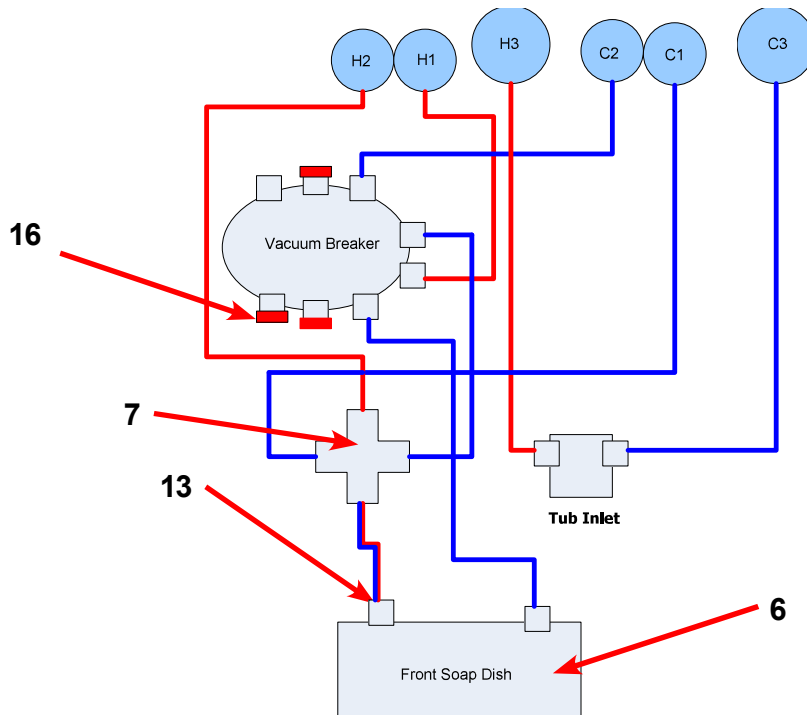 H2
H1
H3
C2
C1
C3
16
Vacuum Breaker
7
13
Tub Inlet
6
Front Soap Dish